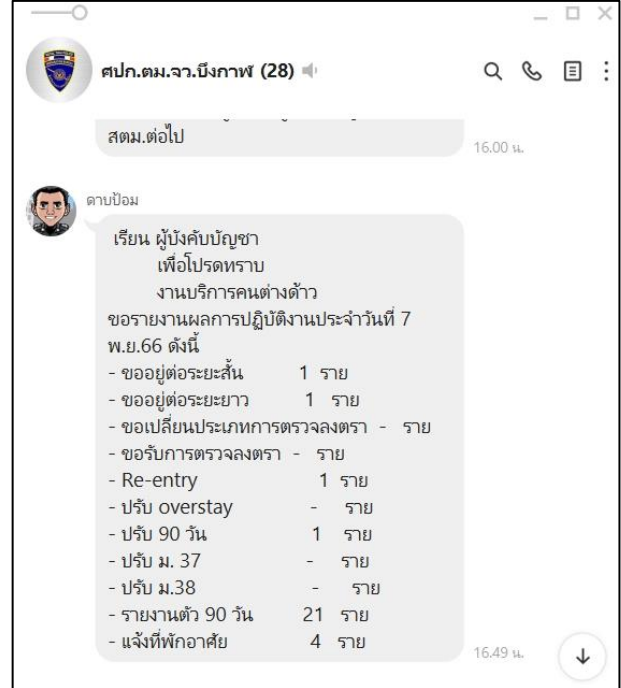 ศปก.ตม.จว.บึงกาฬ (28)
สตม.ต่อไป
16.00 น.
ดาบป้อม
เรียน ผู้บังคับบัญชา
เพื่อโปรดทราบ
งานบริการคนต่างด้าว
ขอรายงานผลการปฏิบัติงานประจำวันที่ 7
พ.ย.66 ดังนี้
- ขออยู่ต่อระยะสั้น 1 ราย
- ขออยู่ต่อระยะยาว 1 ราย
- ขอเปลี่ยนประเภทการตรวจลงตรา - ราย
- ขอรับการตรวจลงตรา - ราย
- Re-entry 1 ราย
- ปรับ overstay - ราย
- ปรับ 90 วัน 1 ราย
- ปรับ ม. 37 - ราย
- ปรับ ม.38 - ราย
- รายงานตัว 90 วัน 21 ราย
- แจ้งที่พักอาศัย 4 ราย
16.49 น.